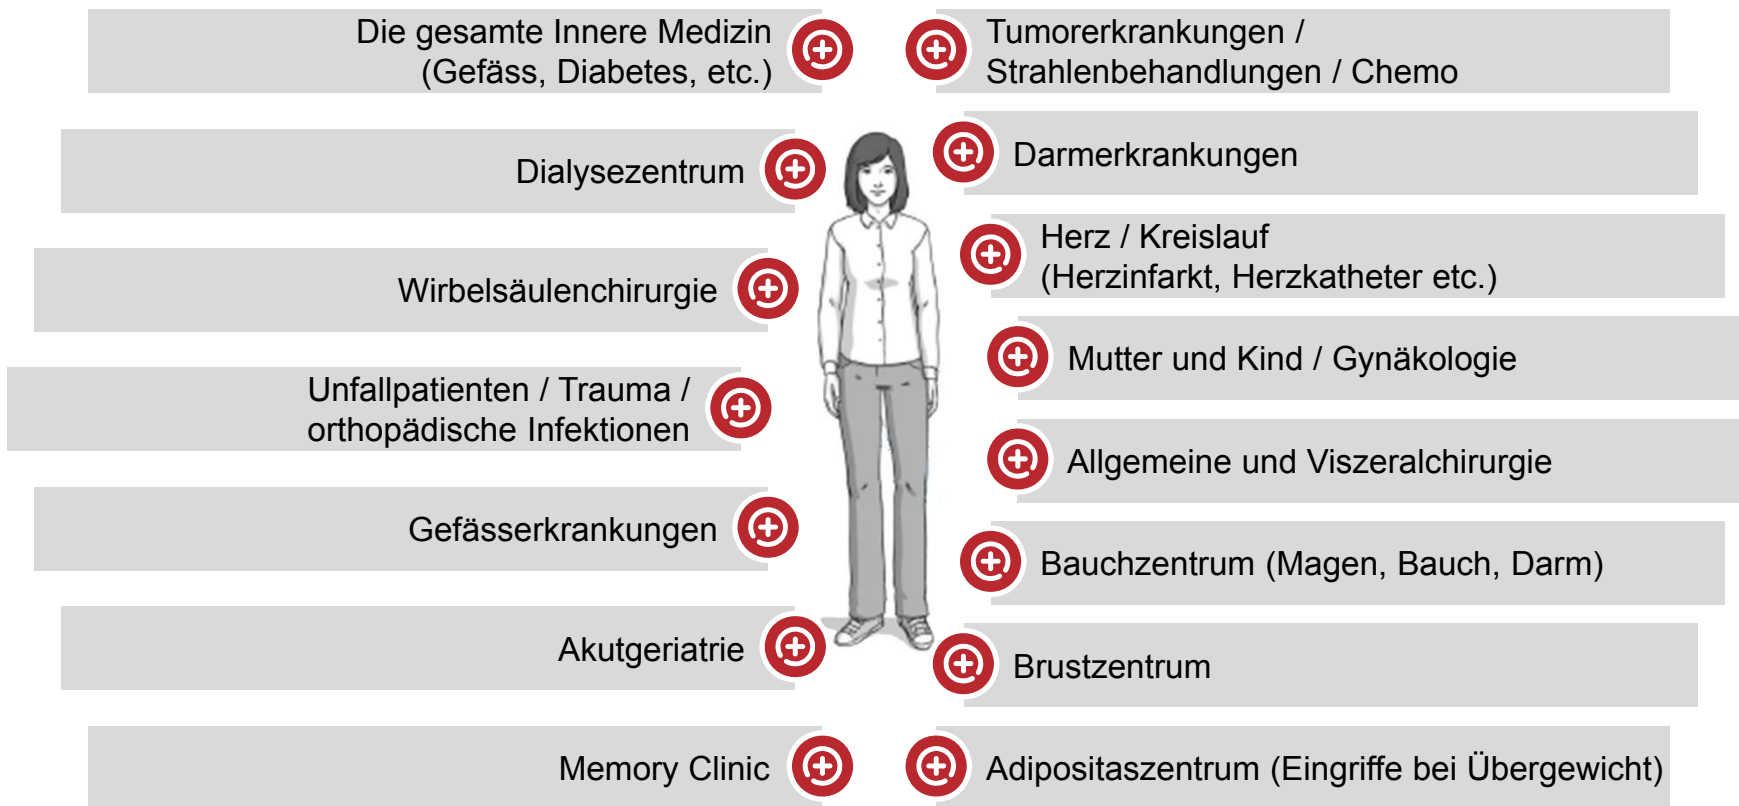 Die gesamte Innere Medizin
(Gefäss, Diabetes, etc.)
Dialysezentrum
Wirbelsäulenchirurgie
Unfallpatienten / Trauma /
orthopädische Infektionen
Gefässerkrankungen
Akutgeriatrie
Memory Clinic
Tumorerkrankungen /
Strahlenbehandlungen / Chemo
Darmerkrankungen
Herz / Kreislauf
(Herzinfarkt, Herzkatheter etc.)
Mutter und Kind / Gynäkologie
Allgemeine und Viszeralchirurgie
Bauchzentrum (Magen, Bauch, Darm)
Brustzentrum
Adipositaszentrum (Eingriffe bei Übergewicht)